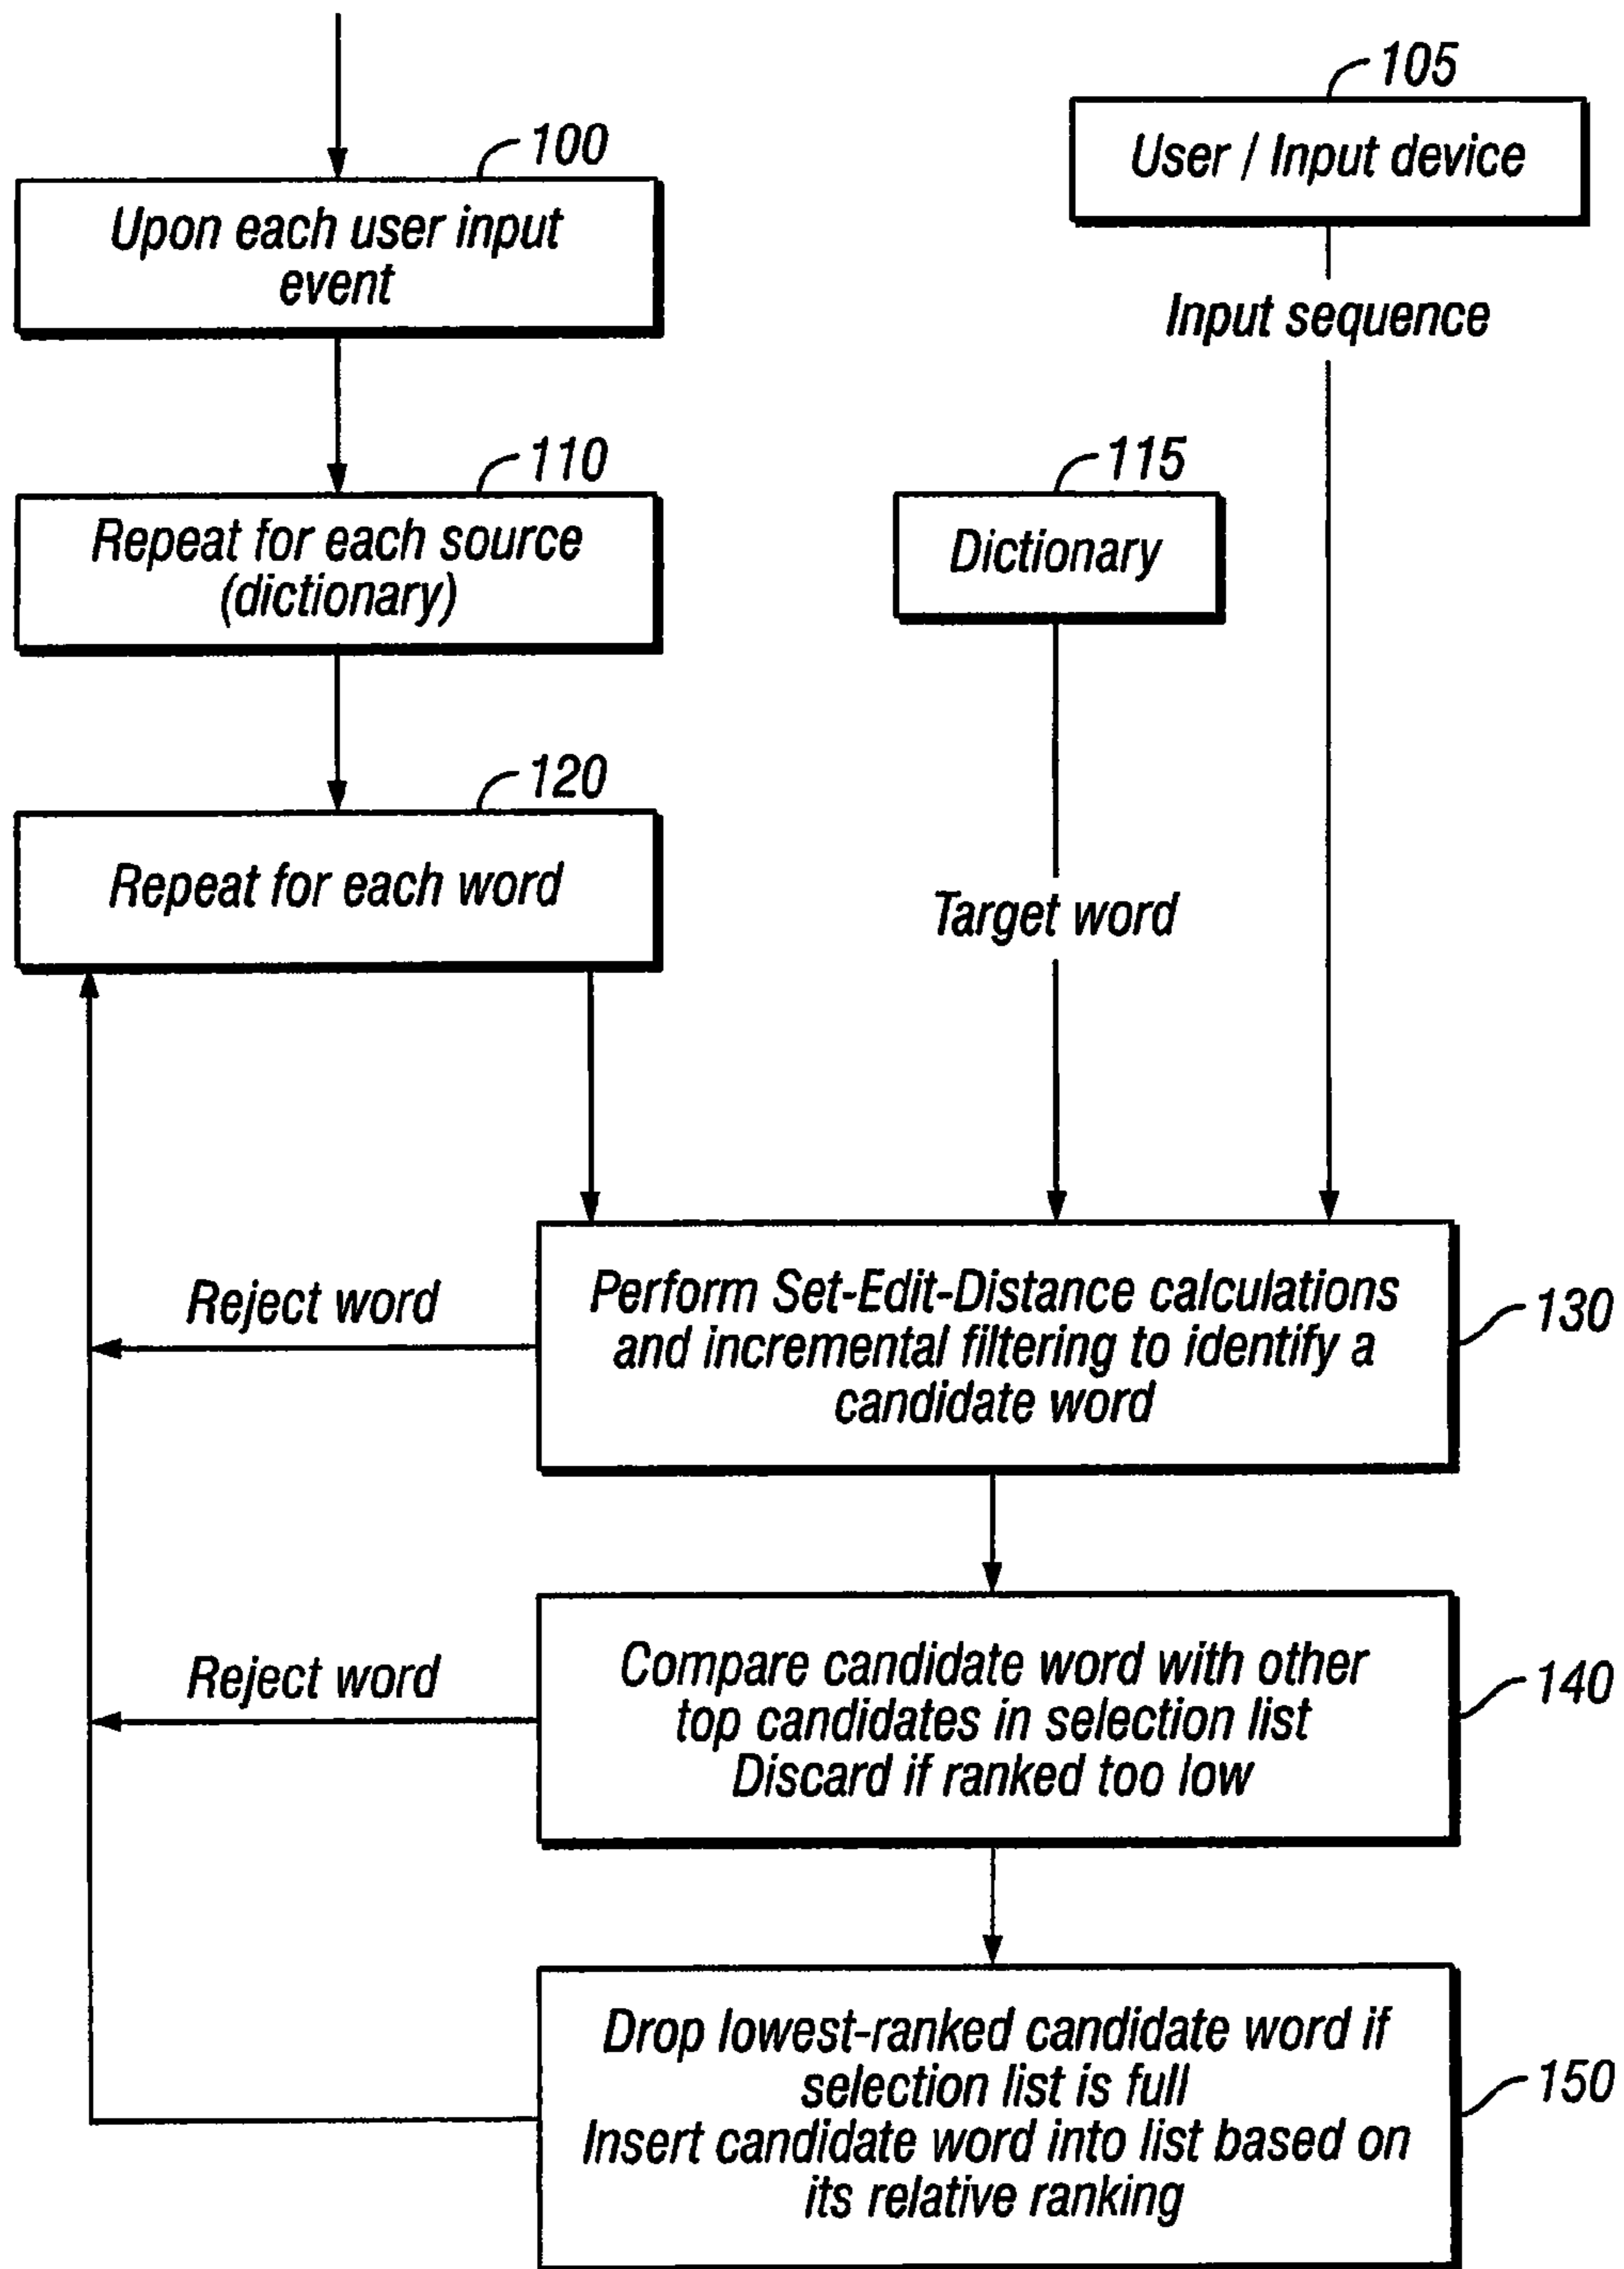 105
User / Input device
100
Upon each user input
event
Input sequence
110
Repeat for each source
(dictionary)
115
Dictionary
120
Repeat for each word
Target word
Reject word
Perform Set-Edit-Distance calculations
and incremental filtering to identify a
candidate word
130
Reject word
Compare candidate word with other
top candidates in selection list
Discard if ranked too low
140
Drop lowest-ranked candidate word if
selection list is full
Insert candidate word into list based on
its relative ranking
150